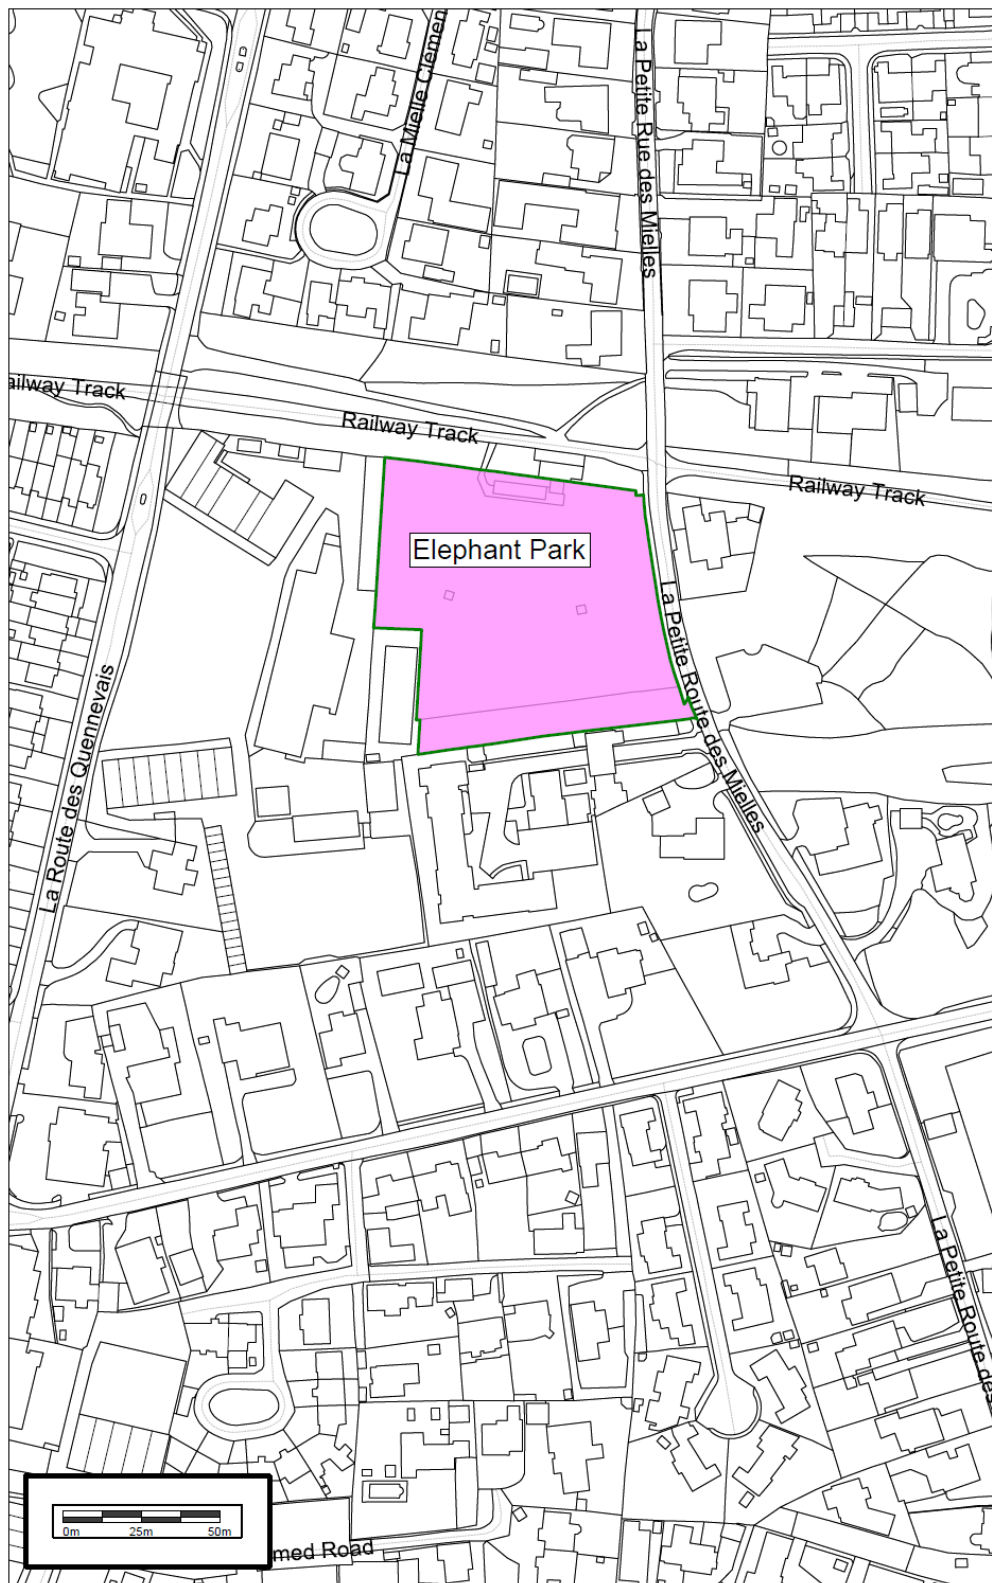 La Mielle Clemen
La Petite Rue des Mielles
ailway Track
Railway Track
Railway Track
Elephant Park
La Petite Route des Mielles
La Route des Quennevais
La Petite Route des
0m 25m 50m
med Road